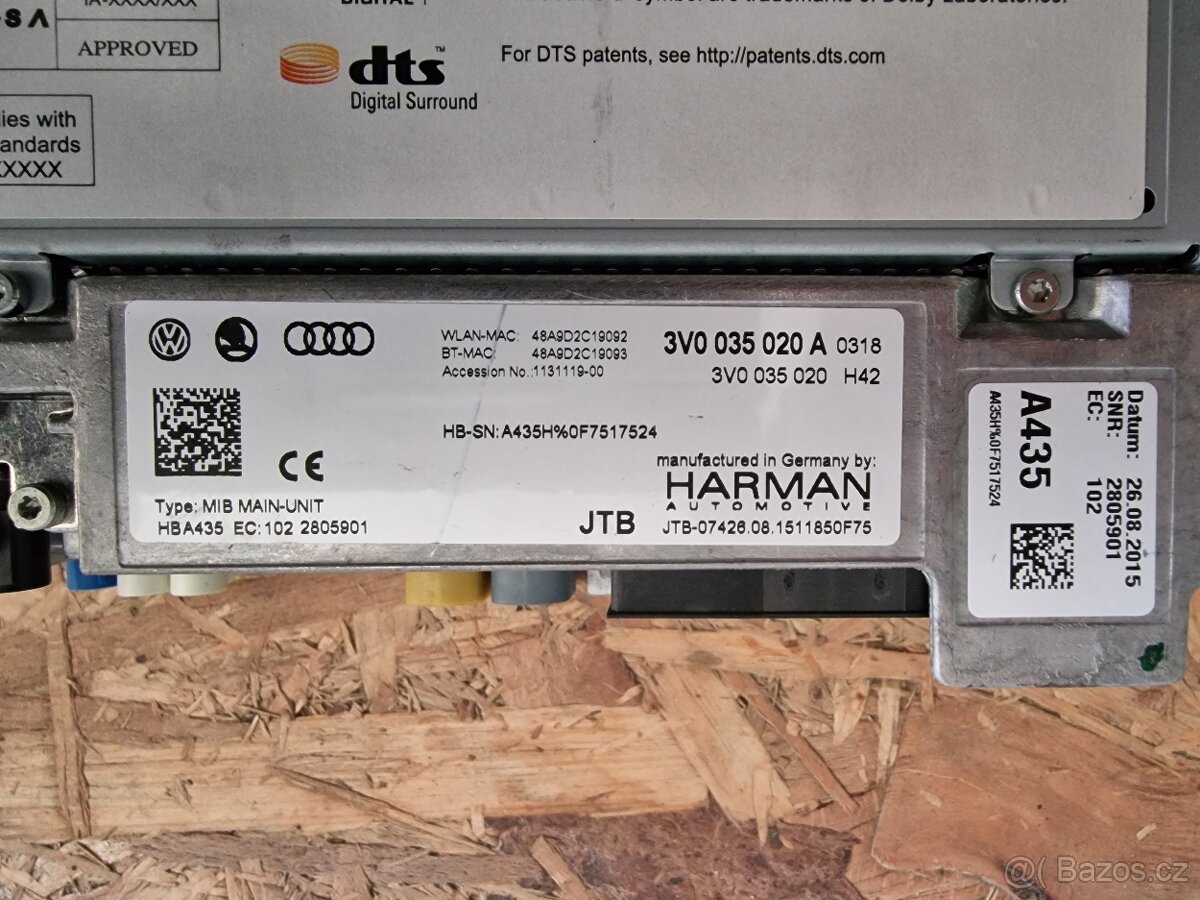 APPROVED
dts
™
Digital Surround
For DTS patents, see http://patents.dts.com
ies with
andards
XXXXX
WLAN-MAC: 48A9D2C19092
BT-MAC: 48A9D2C19093
Accession No.:1131119-00
3V0 035 020 A 0318
3V0 035 020 H42
HB-SN:A435H%0F7517524
CE
Type: MIB MAIN-UNIT
HBA435 EC:102 2805901
JTB
manufactured in Germany by:
HARMAN
AUTOMOTIVE
JTB-07426.08.1511850F75
Datum: 26.08.2015
SNR: 2805901
EC: 102
A435
A435H%0F7517524
Bazos.cz